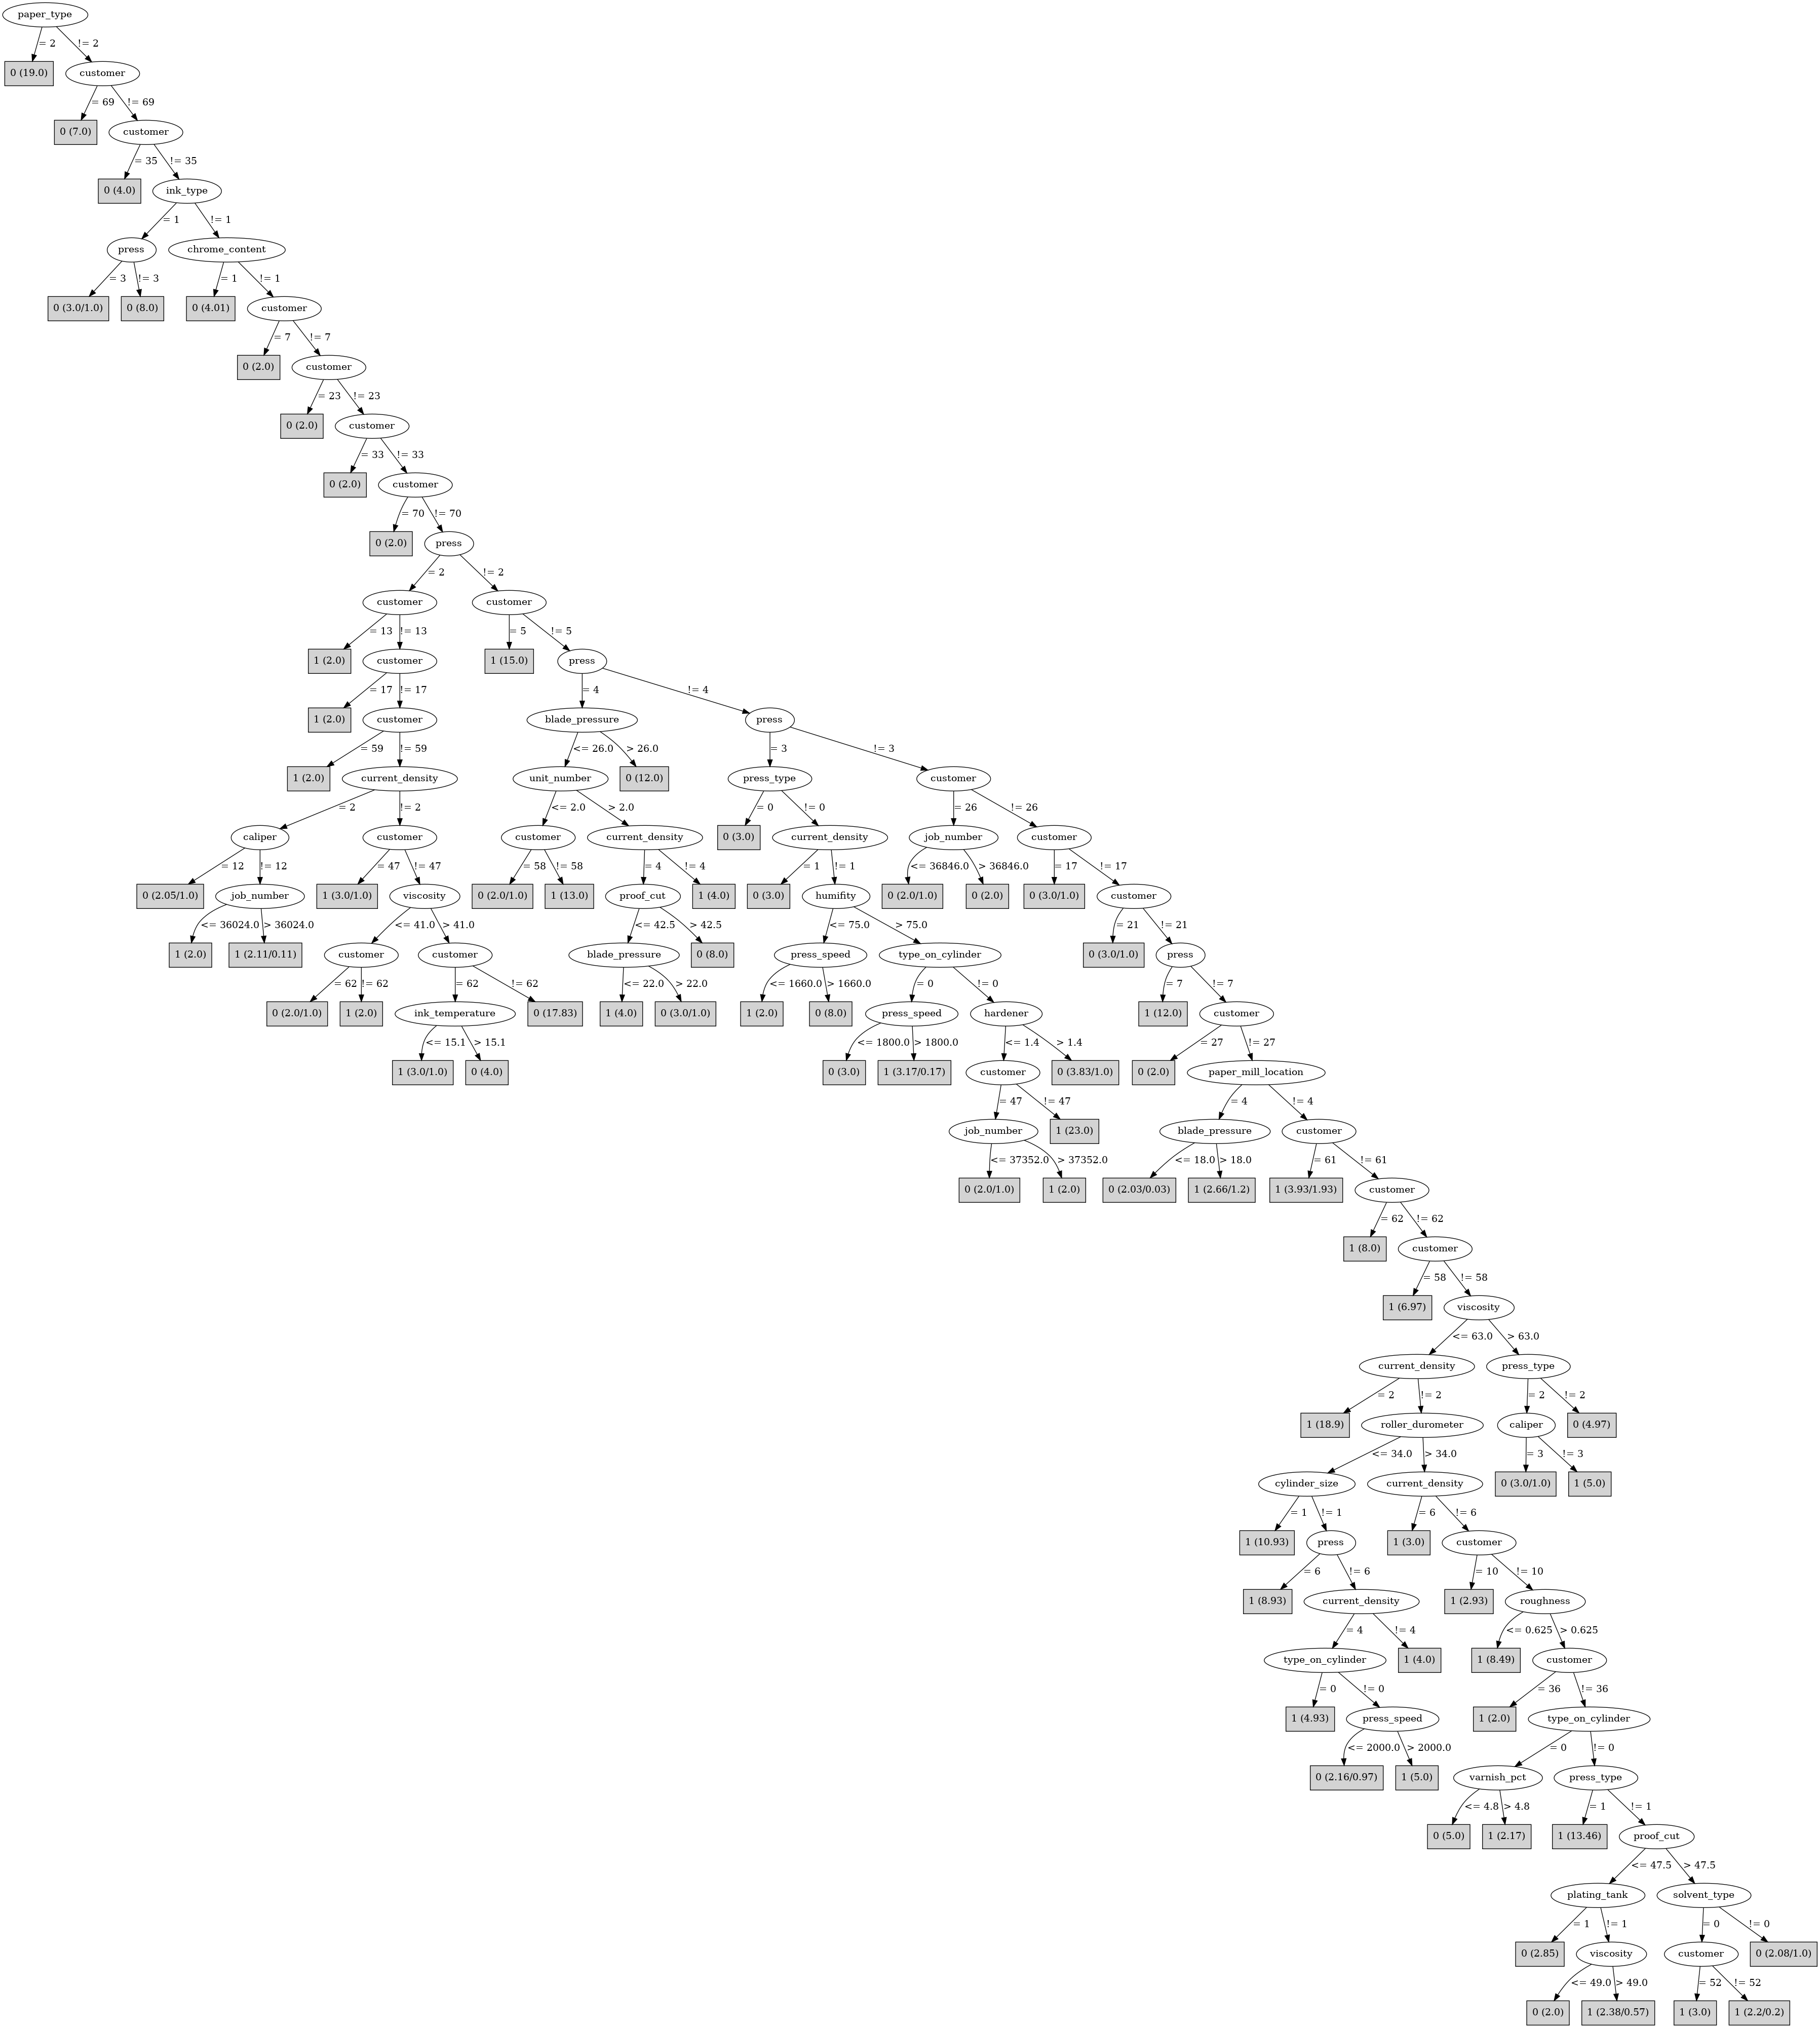 paper_type
= 2 != 2
0 (19.0) customer
= 69 != 69
0 (7.0) customer
= 35 != 35
0 (4.0) ink_type
= 1 != 1
press chrome_content
= 3 != 3 = 1 != 1
0 (3.0/1.0) 0 (8.0) 0 (4.01) customer
= 7 != 7
0 (2.0) customer
= 23 != 23
0 (2.0) customer
= 33 != 33
0 (2.0) customer
= 70 != 70
0 (2.0) press
= 2 != 2
customer customer
= 13 != 13 = 5 != 5
1 (2.0) customer 1 (15.0) press
= 17 != 17 = 4 != 4
1 (2.0) customer blade_pressure press
= 59 != 59 <= 26.0 > 26.0 = 3 != 3
1 (2.0) current_density unit_number 0 (12.0) press_type customer
= 2 != 2 <= 2.0 > 2.0 = 0 != 0 = 26 != 26
caliper customer customer current_density 0 (3.0) current_density job_number customer
= 12 != 12 = 47 != 47 = 58 != 58 = 4 != 4 = 1 != 1 <= 36846.0 > 36846.0 = 17 != 17
0 (2.05/1.0) job_number 1 (3.0/1.0) viscosity 0 (2.0/1.0) 1 (13.0) proof_cut 1 (4.0) 0 (3.0) humifity 0 (2.0/1.0) 0 (2.0) 0 (3.0/1.0) customer
<= 36024.0 > 36024.0 <= 41.0 > 41.0 <= 42.5 > 42.5 <= 75.0 > 75.0 = 21 != 21
1 (2.0) 1 (2.11/0.11) customer customer blade_pressure 0 (8.0) press_speed type_on_cylinder 0 (3.0/1.0) press
= 62 != 62 = 62 != 62 <= 22.0 > 22.0 <= 1660.0 > 1660.0 = 0 != 0 = 7 != 7
0 (2.0/1.0) 1 (2.0) ink_temperature 0 (17.83) 1 (4.0) 0 (3.0/1.0) 1 (2.0) 0 (8.0) press_speed hardener 1 (12.0) customer
<= 15.1 > 15.1 <= 1800.0 > 1800.0 <= 1.4 > 1.4 = 27 != 27
1 (3.0/1.0) 0 (4.0) 0 (3.0) 1 (3.17/0.17) customer 0 (3.83/1.0) 0 (2.0) paper_mill_location
= 47 != 47 = 4 != 4
job_number 1 (23.0) blade_pressure customer
<= 37352.0 > 37352.0 <= 18.0 > 18.0 = 61 != 61
0 (2.0/1.0) 1 (2.0) 0 (2.03/0.03) 1 (2.66/1.2) 1 (3.93/1.93) customer
= 62 != 62
1 (8.0) customer
= 58 != 58
1 (6.97) viscosity
<= 63.0 > 63.0
current_density press_type
= 2 != 2 = 2 != 2
1 (18.9) roller_durometer caliper 0 (4.97)
<= 34.0 > 34.0 = 3 != 3
cylinder_size current_density 0 (3.0/1.0) 1 (5.0)
= 1 != 1 = 6 != 6
1 (10.93) press 1 (3.0) customer
= 6 != 6 = 10 != 10
1 (8.93) current_density 1 (2.93) roughness
= 4 != 4 <= 0.625 > 0.625
type_on_cylinder 1 (4.0) 1 (8.49) customer
= 0 != 0 = 36 != 36
1 (4.93) press_speed 1 (2.0) type_on_cylinder
<= 2000.0 > 2000.0 = 0 != 0
0 (2.16/0.97) 1 (5.0) varnish_pct press_type
<= 4.8 > 4.8 = 1 != 1
0 (5.0) 1 (2.17) 1 (13.46) proof_cut
<= 47.5 > 47.5
plating_tank solvent_type
= 1 != 1 = 0 != 0
0 (2.85) viscosity customer 0 (2.08/1.0)
<= 49.0 > 49.0 = 52 != 52
0 (2.0) 1 (2.38/0.57) 1 (3.0) 1 (2.2/0.2)